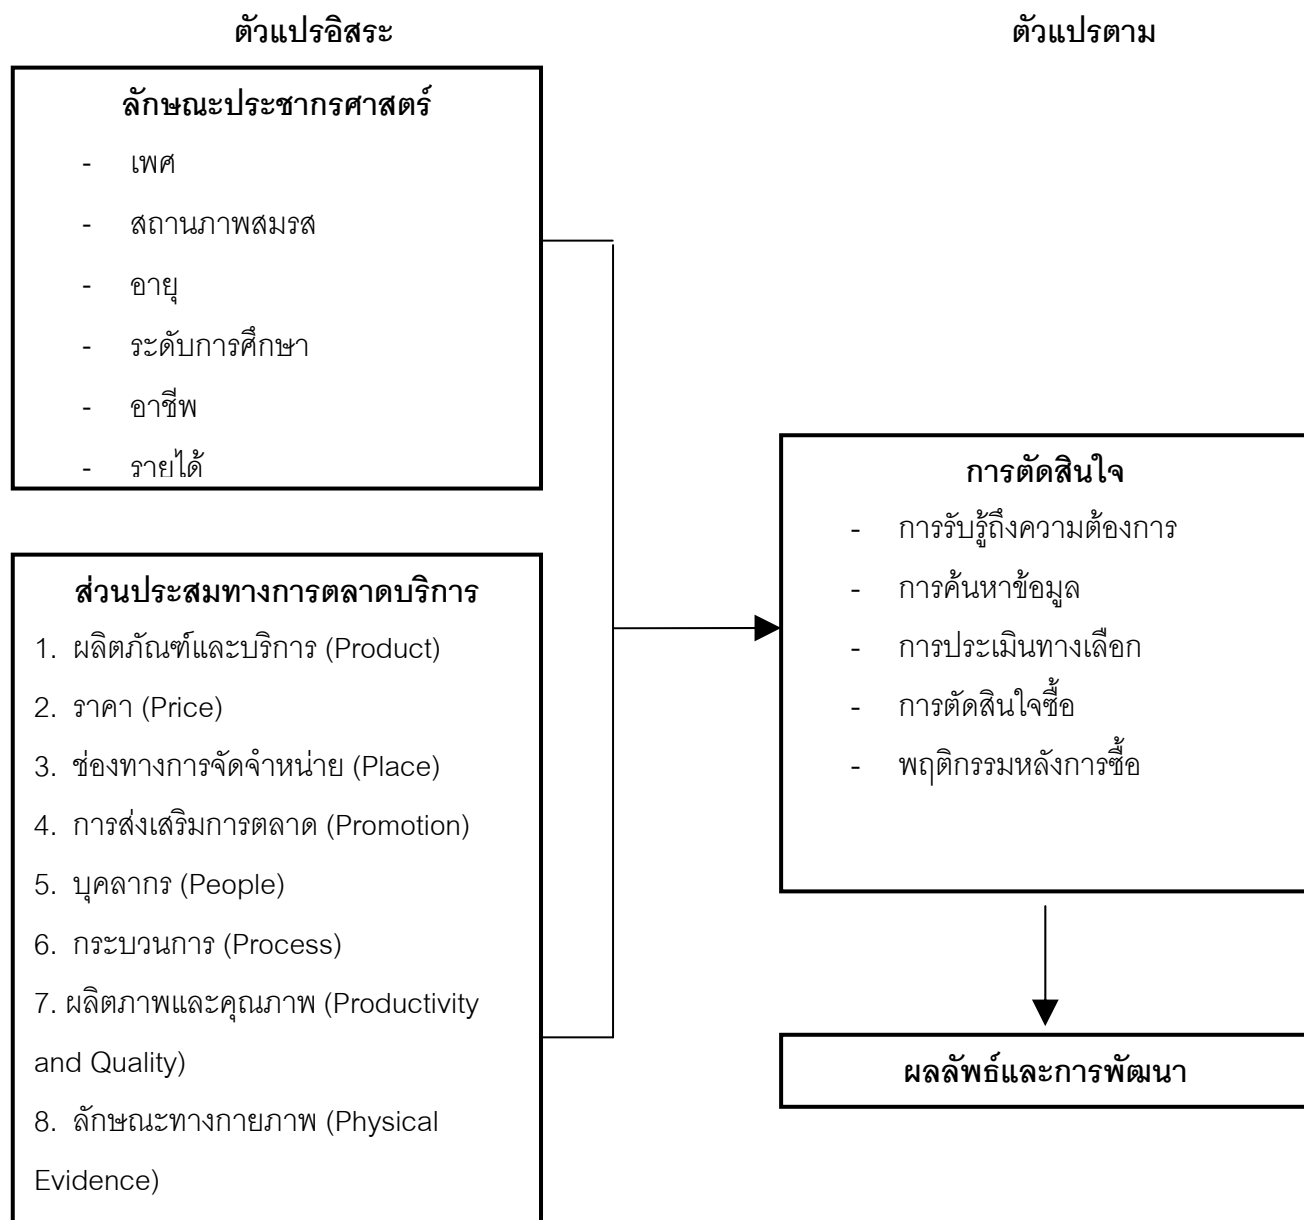 ตัวแปรอิสระ
ตัวแปรตาม
ลักษณะประชากรศาสตร์
- เพศ
- สถานภาพสมรส
- อายุ
- ระดับการศึกษา
- อาชีพ
- รายได้
ส่วนประสมทางการตลาดบริการ
1. ผลิตภัณฑ์และบริการ (Product)
2. ราคา (Price)
3. ช่องทางการจัดจำหน่าย (Place)
4. การส่งเสริมการตลาด (Promotion)
5. บุคลากร (People)
6. กระบวนการ (Process)
7. ผลิตภาพและคุณภาพ (Productivity
and Quality)
8. ลักษณะทางกายภาพ (Physical
Evidence)
การตัดสินใจ
- การรับรู้ถึงความต้องการ
- การค้นหาข้อมูล
- การประเมินทางเลือก
- การตัดสินใจซื้อ
- พฤติกรรมหลังการซื้อ
ผลลัพธ์และการพัฒนา